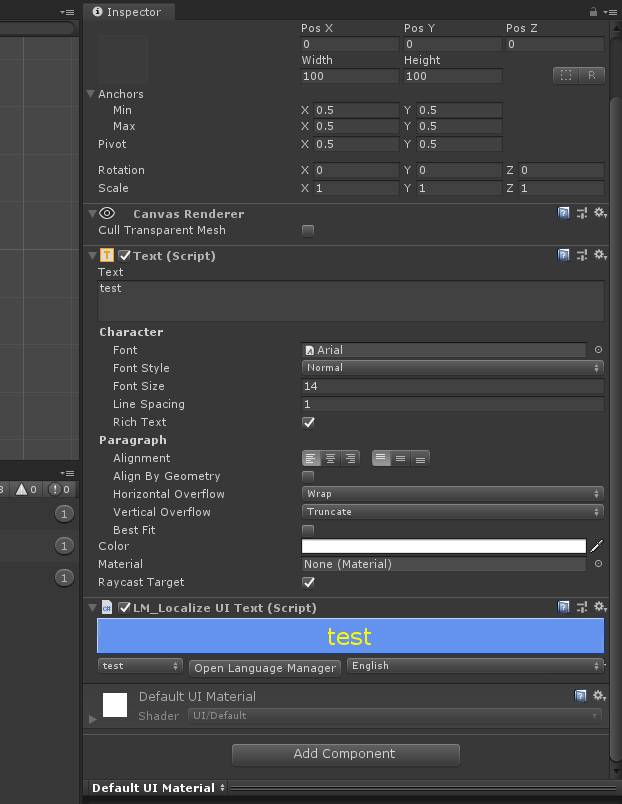 Inspector
Pos X Pos Y Pos Z
0 0 0
Width Height
100 100
R
Anchors
Min X 0.5 Y 0.5
Max X 0.5 Y 0.5
Pivot X 0.5 Y 0.5
Rotation X 0 Y 0 Z 0
Scale X 1 Y 1 Z 1
Canvas Renderer
Cull Transparent Mesh
T Text (Script)
Text
test
Character
Font Arial
Font Style Normal
Font Size 14
Line Spacing 1
Rich Text
Paragraph
Alignment
Align By Geometry
Horizontal Overflow Wrap
Vertical Overflow Truncate
Best Fit
Color
Material None (Material)
Raycast Target
0 0
1
1
1
C# LM_Localize UI Text (Script)
test
test Open Language Manager English
Default UI Material
Shader UI/Default
Add Component
Default UI Material